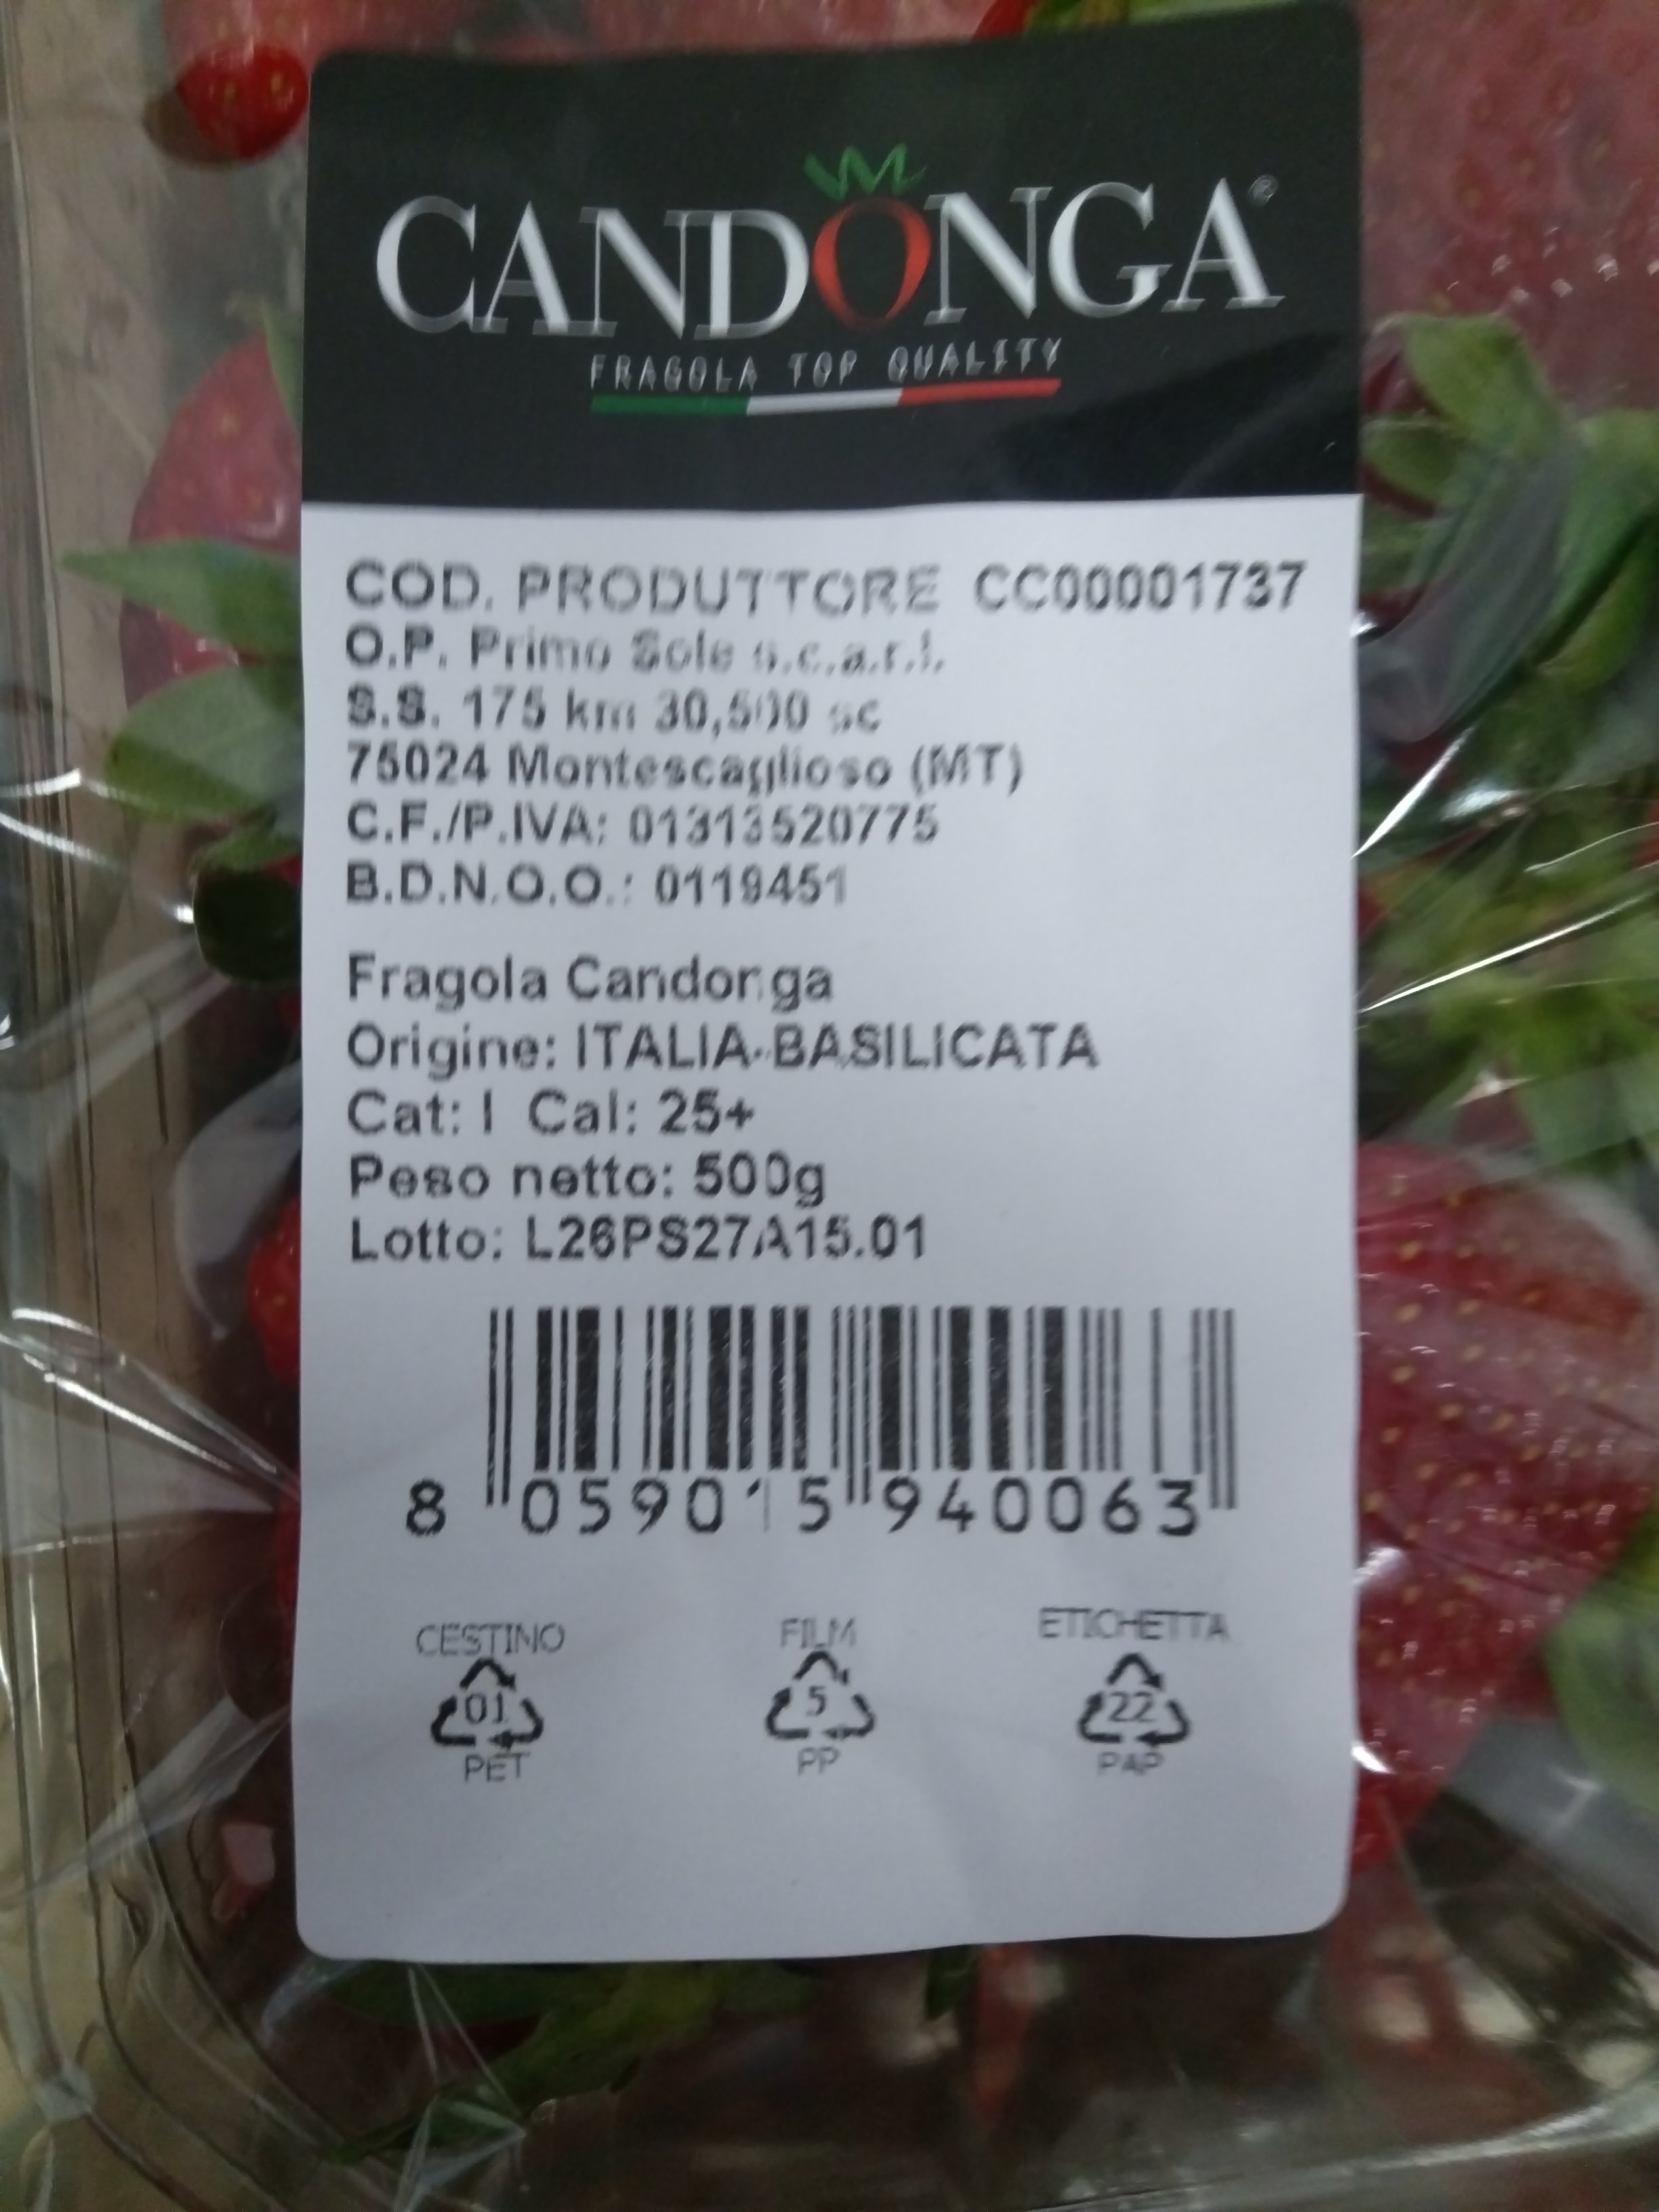 CANDONGA®
FRAGOLA TOP QUALITY
COD. PRODUTTORE CC00001737
O.P. Primo Sole s.c.a.r.l.
S.S. 175 km 30,500 sc
75024 Montescaglioso (MT)
C.F./P.IVA: 01313520775
B.D.N.O.O.: 0119451
Fragola Candonga
Origine: ITALIA-BASILICATA
Cat: I Cal: 25+
Peso netto: 500g
Lotto: L26PS27A15.01
8 059015 940063
CESTINO FILM ETICHETTA
01 5 22
PET PP PAP